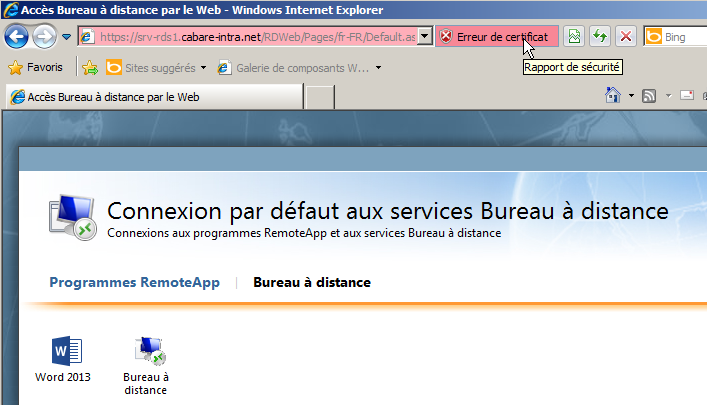 Accès Bureau à distance par le Web - Windows Internet Explorer
https://srv-rds1.cabare-intra.net/RDWeb/Pages/fr-FR/Default.as
Erreur de certificat
Bing
Favoris
Sites suggérés
Galerie de composants W...
Rapport de sécurité
Accès Bureau à distance par le Web
Connexion par défaut aux services Bureau à distance
Connexions aux programmes RemoteApp et aux services Bureau à distance
Programmes RemoteApp | Bureau à distance
Word 2013
Bureau à
distance